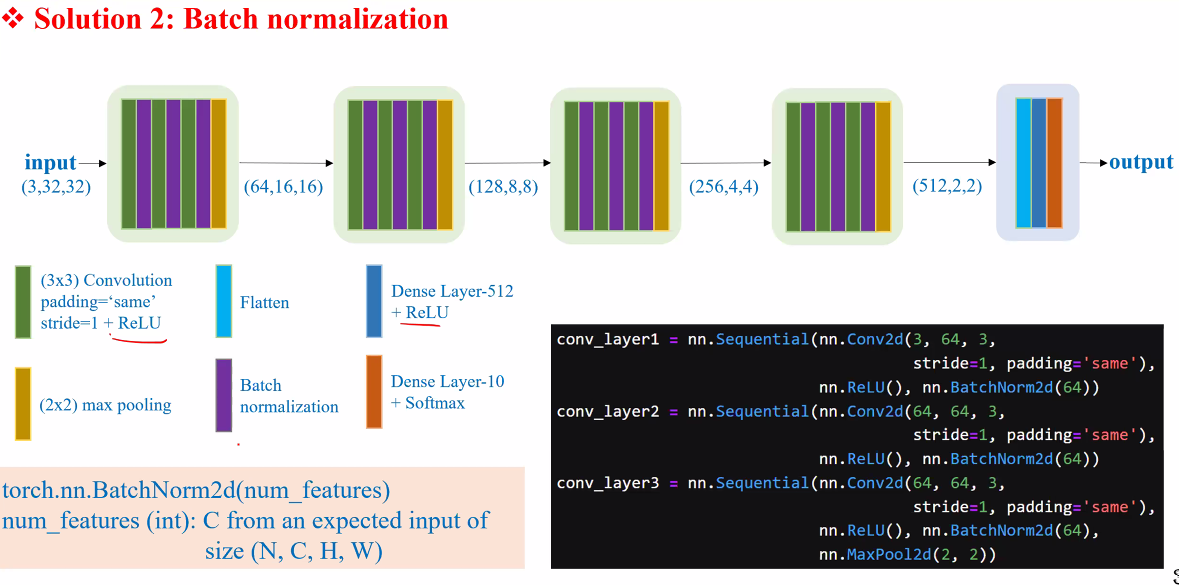 ❖ Solution 2: Batch normalization
input
(3,32,32)
(64,16,16)
(128,8,8)
(256,4,4)
(512,2,2)
output
(3x3) Convolution
padding=‘same’
stride=1 + ReLU
Flatten
Dense Layer-512
+ ReLU
(2x2) max pooling
Batch
normalization
Dense Layer-10
+ Softmax
torch.nn.BatchNorm2d(num_features)
num_features (int): C from an expected input of
size (N, C, H, W)
conv_layer1 = nn.Sequential(nn.Conv2d(3, 64, 3,
stride=1, padding='same'),
nn.ReLU(), nn.BatchNorm2d(64))
conv_layer2 = nn.Sequential(nn.Conv2d(64, 64, 3,
stride=1, padding='same'),
nn.ReLU(), nn.BatchNorm2d(64))
conv_layer3 = nn.Sequential(nn.Conv2d(64, 64, 3,
stride=1, padding='same'),
nn.ReLU(), nn.BatchNorm2d(64),
nn.MaxPool2d(2, 2))